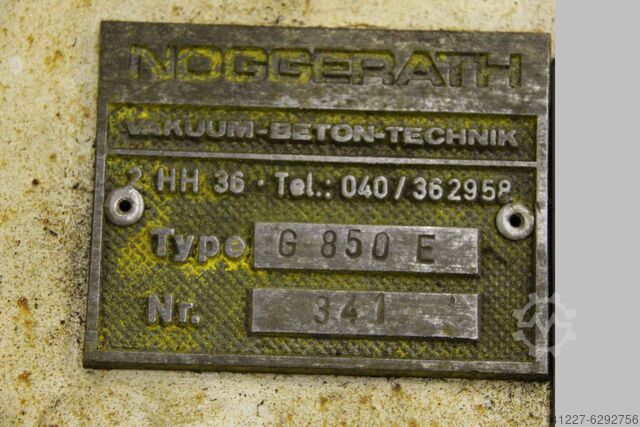 NOGGERATH
VAKUUM-BETON-TECHNIK
2 HH 36 · Tel.: 040/362958
Type G 850 E
Nr. 341
41227-6292756